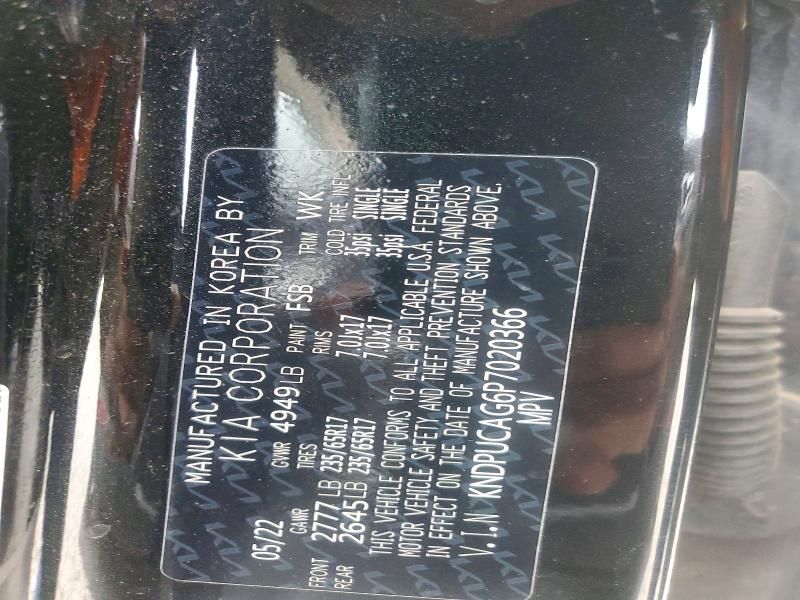 MANUFACTURED IN KOREA BY
KIA CORPORATION
05/22 GVWR 4949LB PAINT FSB TRIM WK
GAWR TIRES RIMS COLD TIRE INFL
FRONT 2777LB 235/65R17 7.0Jx17 35psi SINGLE
REAR 2645LB 235/65R17 7.0Jx17 35psi SINGLE
THIS VEHICLE CONFORMS TO ALL APPLICABLE U.S.A. FEDERAL
MOTOR VEHICLE SAFETY AND THEFT PREVENTION STANDARDS
IN EFFECT ON THE DATE OF MANUFACTURE SHOWN ABOVE.
V.I.N KNDPUCAG6P7020366
MPV